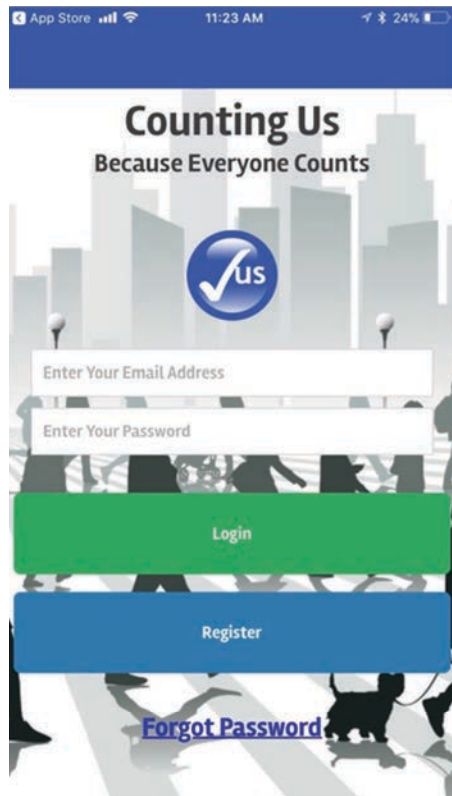 App Store 11:23 AM 24%
Counting Us
Because Everyone Counts
us
Enter Your Email Address
Enter Your Password
Login
Register
Forgot Password